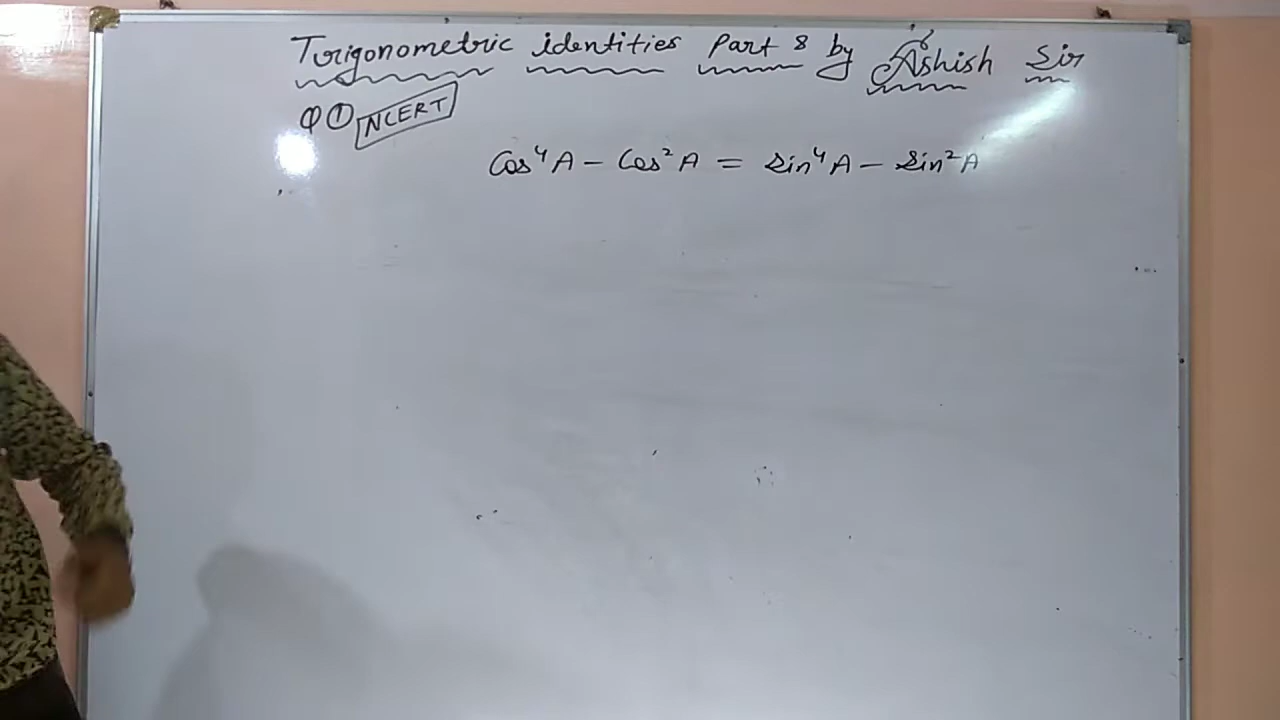 Trigonometric identities Part 8 by Ashish Sir
Q① NCERT
Cos⁴A − Cos²A = Sin⁴A − Sin²A